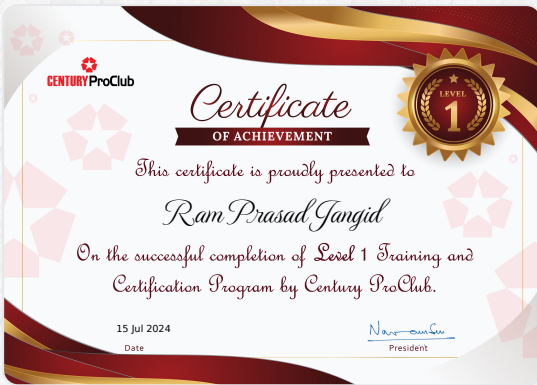 CENTURY ProClub
Certificate
OF ACHIEVEMENT
LEVEL
1
This certificate is proudly presented to
Ram Prasad Jangid
On the successful completion of Level 1 Training and
Certification Program by Century ProClub.
15 Jul 2024
Date
President